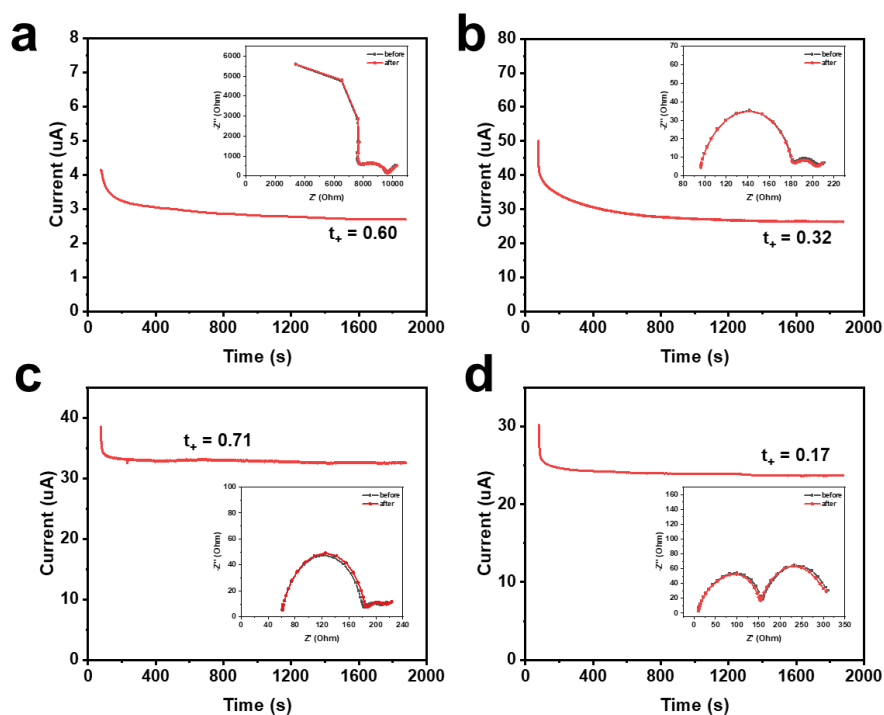 a
8
7
6
5
4
3
2
1
0
Current (uA)
0 400 800 1200 1600 2000
Time (s)
t+ = 0.60
6000
5000
4000
3000
2000
1000
0
-Z'' (Ohm)
0 2000 4000 6000 8000 10000
Z' (Ohm)
before
after
b
80
70
60
50
40
30
20
10
0
Current (uA)
0 400 800 1200 1600 2000
Time (s)
t+ = 0.32
70
60
50
40
30
20
10
0
-Z'' (Ohm)
80 100 120 140 160 180 200 220
Z' (Ohm)
before
after
c
40
30
20
10
0
Current (uA)
0 400 800 1200 1600 2000
Time (s)
t+ = 0.71
100
80
60
40
20
0
-Z'' (Ohm)
0 40 80 120 160 200 240
Z' (Ohm)
before
after
d
30
20
10
0
Current (uA)
0 400 800 1200 1600 2000
Time (s)
t+ = 0.17
160
140
120
100
80
60
40
20
0
-Z'' (Ohm)
0 50 100 150 200 250 300 350
Z' (Ohm)
before
after